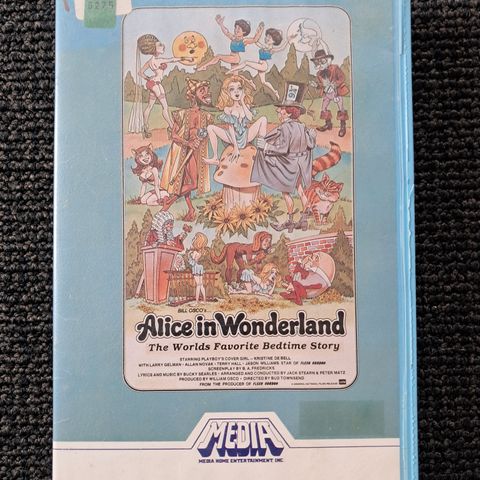 6275
BILL OSCO's
Alice in Wonderland
The Worlds Favorite Bedtime Story
STARRING PLAYBOY'S COVER GIRL – KRISTINE DE BELL
WITH LARRY GELMAN · ALLAN NOVAK · TERRY HALL · JASON WILLIAMS STAR OF FLESH GORDON
SCREENPLAY BY B. A. FREDRICKS
LYRICS AND MUSIC BY BUCKY SEARLES · ARRANGED AND CONDUCTED BY JACK STEARN & PETER MATZ
PRODUCED BY WILLIAM OSCO · DIRECTED BY BUD TOWNSEND
FROM THE PRODUCER OF FLESH GORDON
MEDIA
MEDIA HOME ENTERTAINMENT, INC.